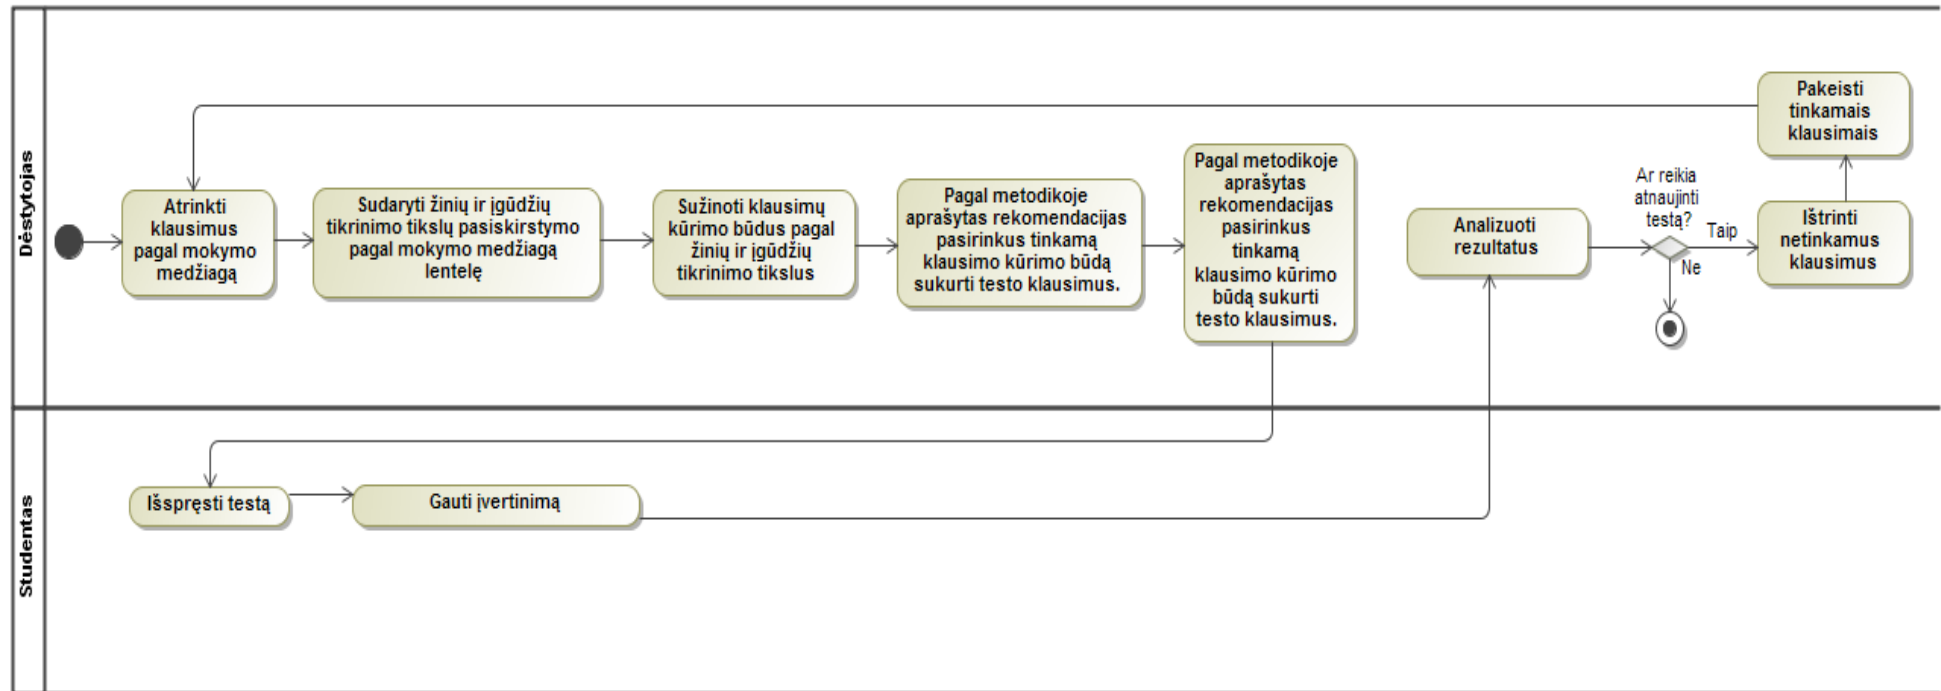 Dėstytojas
Atrinkti
klausimus
pagal mokymo
medžiagą
Sudaryti žinių ir įgūdžių
tikrinimo tikslų pasiskirstymo
pagal mokymo medžiagą
lentelę
Sužinoti klausimų
kūrimo būdus pagal
žinių ir įgūdžių
tikrinimo tikslus
Pagal metodikoje
aprašytas rekomendacijas
pasirinkus tinkamą
klausimo kūrimo būdą
sukurti testo klausimus.
Pagal metodikoje
aprašytas
rekomendacijas
pasirinkus
tinkamą
klausimo kūrimo
būdą sukurti
testo klausimus.
Analizuoti
rezultatus
Ar reikia
atnaujinti
testą?
Taip
Ne
Ištrinti
netinkamus
klausimus
Pakeisti
tinkamais
klausimais
Studentas
Išspręsti testą
Gauti įvertinimą